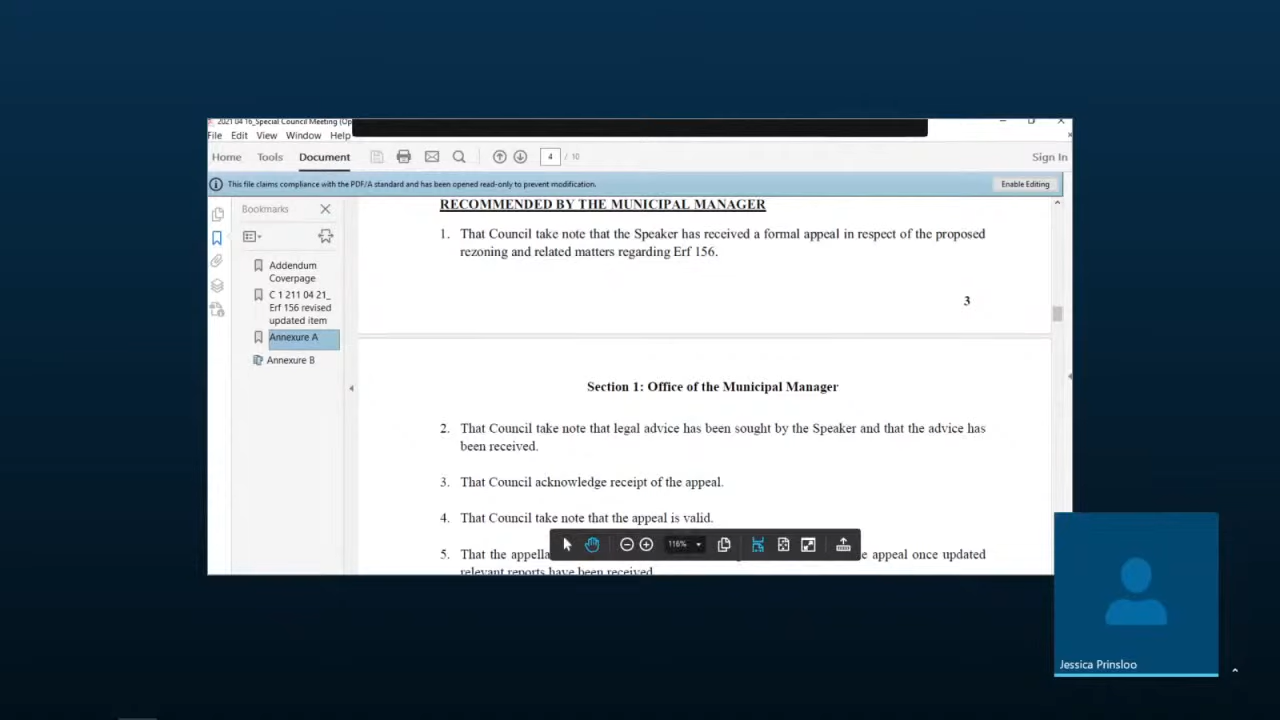 2021 04 16_Special Council Meeting (Op
File Edit View Window Help
Home Tools Document 4 / 10 Sign In
This file claims compliance with the PDF/A standard and has been opened read-only to prevent modification. Enable Editing
Bookmarks
Addendum
Coverpage
C 1 211 04 21_
Erf 156 revised
updated item
Annexure A
Annexure B
RECOMMENDED BY THE MUNICIPAL MANAGER
1. That Council take note that the Speaker has received a formal appeal in respect of the proposed
rezoning and related matters regarding Erf 156.
3
Section 1: Office of the Municipal Manager
2. That Council take note that legal advice has been sought by the Speaker and that the advice has
been received.
3. That Council acknowledge receipt of the appeal.
4. That Council take note that the appeal is valid.
116%
5. That the appella e appeal once updated
relevant reports have been received.
Jessica Prinsloo